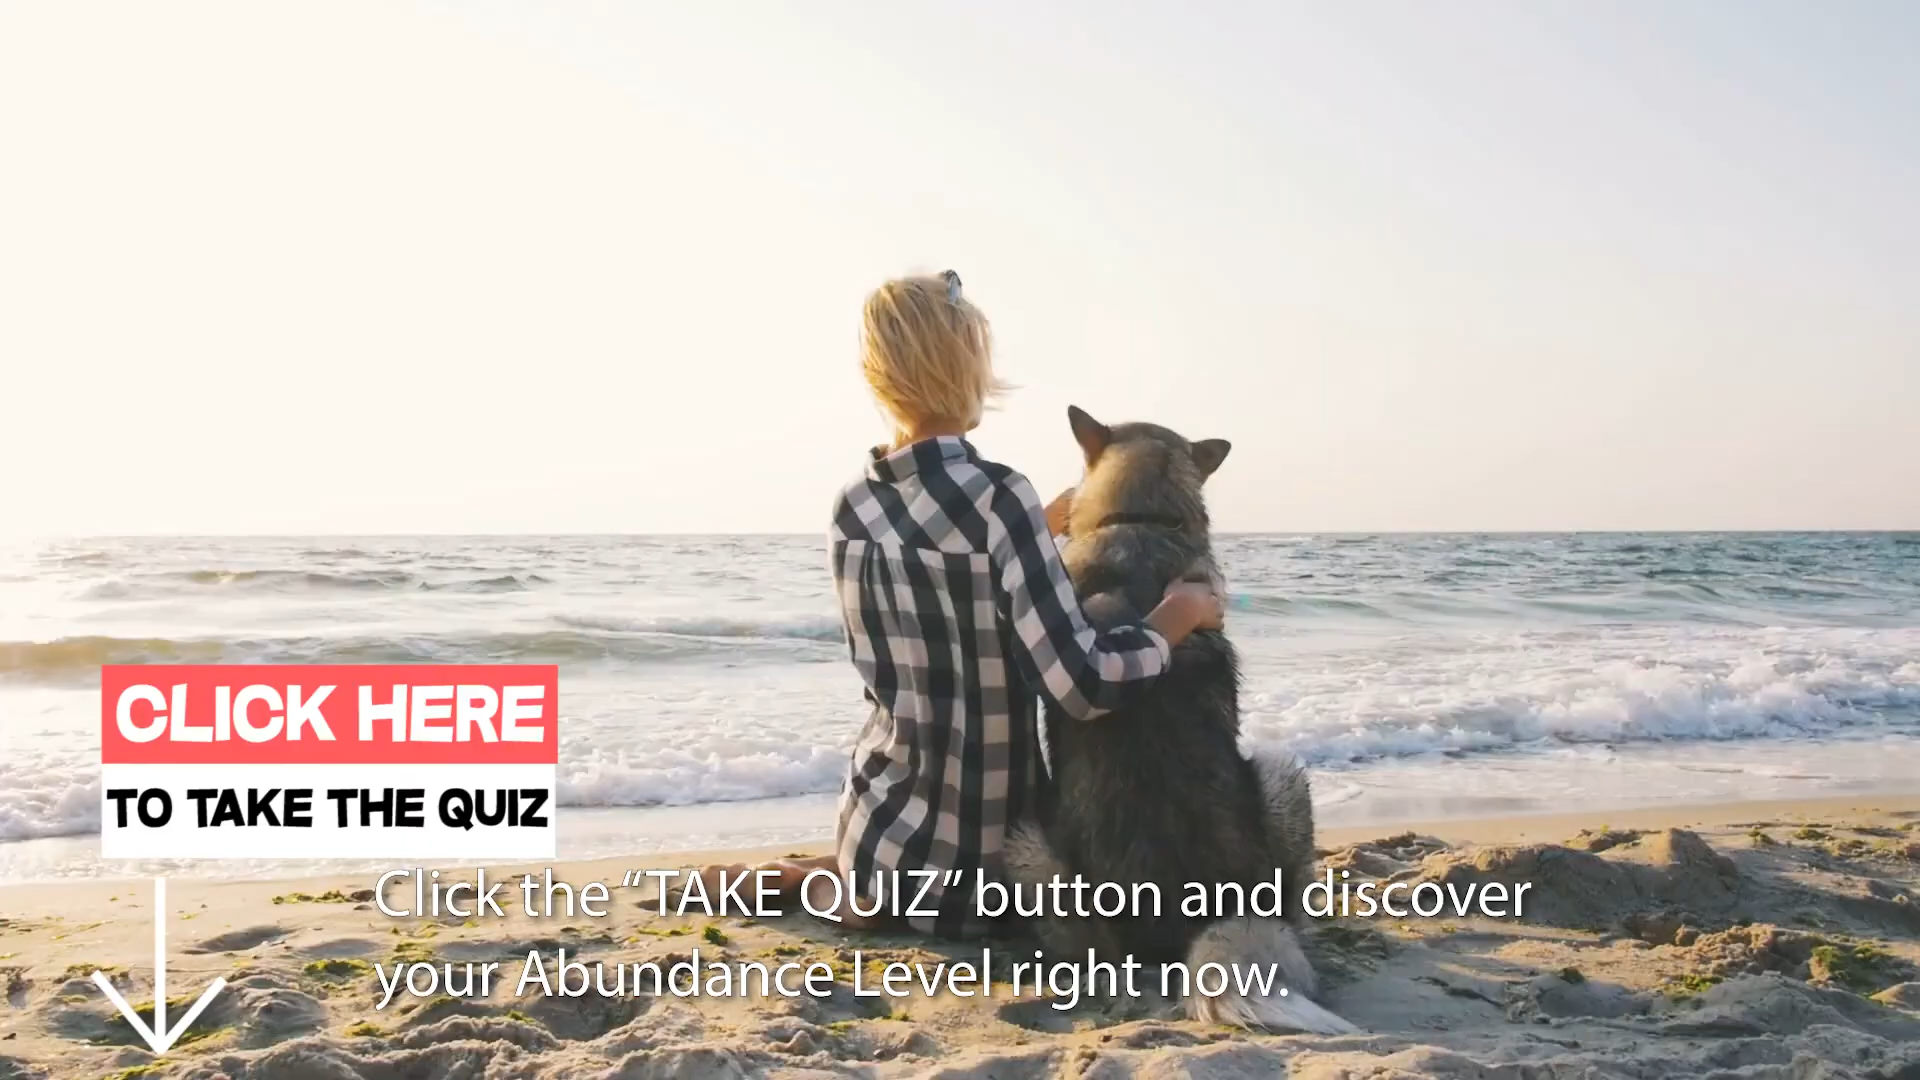 CLICK HERE
TO TAKE THE QUIZ
Click the “TAKE QUIZ” button and discover
your Abundance Level right now.